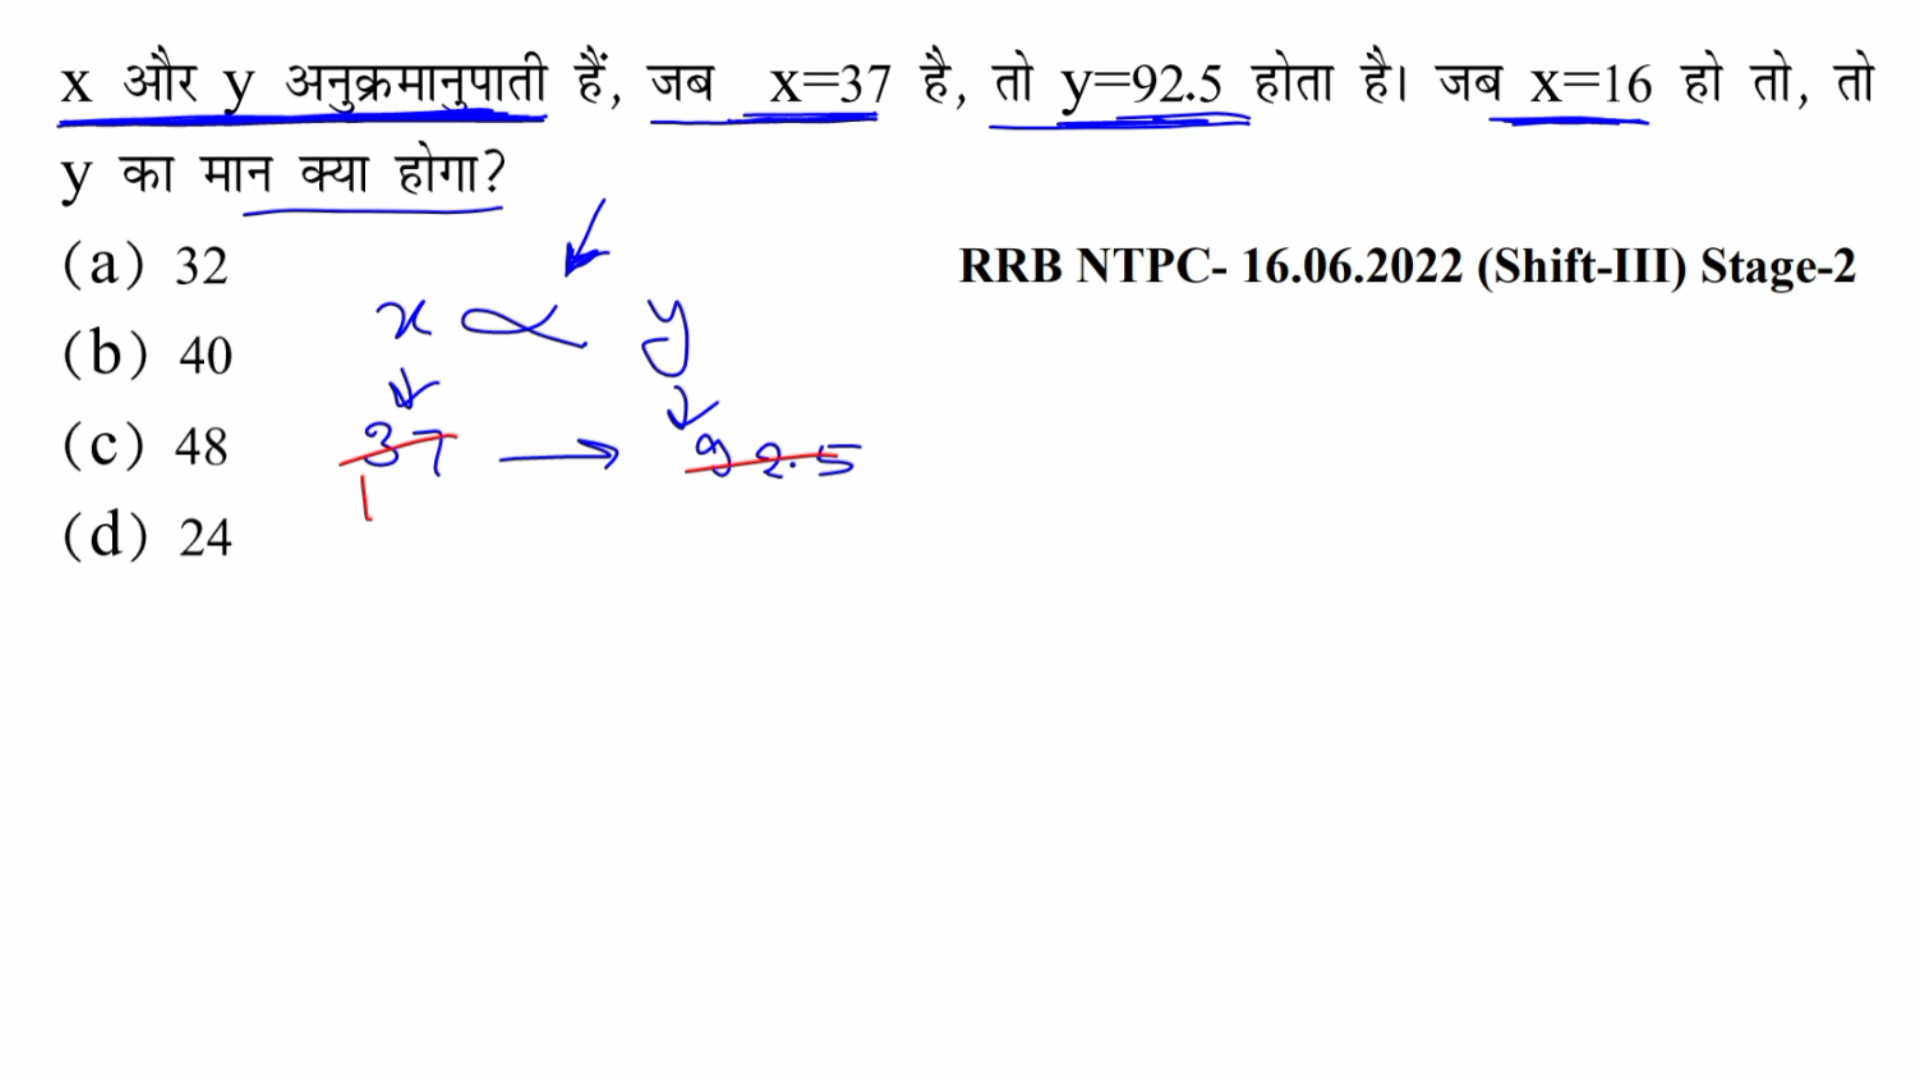 x और y अनुक्रमानुपाती हैं, जब x=37 है, तो y=92.5 होता है। जब x=16 हो तो, तो
y का मान क्या होगा?
(a) 32
RRB NTPC- 16.06.2022 (Shift-III) Stage-2
(b) 40
(c) 48
(d) 24
x ∝ y
37 → 92.5
1